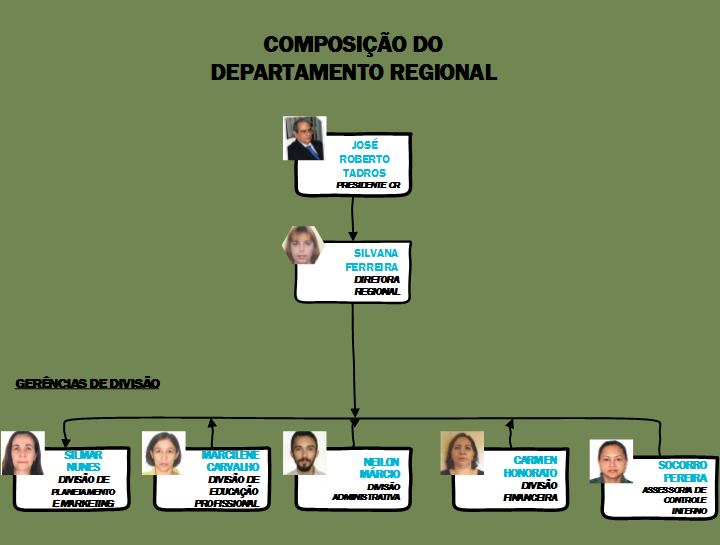 COMPOSIÇÃO DO
DEPARTAMENTO REGIONAL
JOSÉ
ROBERTO
TADROS
PRESIDENTE CR
SILVANA
FERREIRA
DIRETORA
REGIONAL
GERÊNCIAS DE DIVISÃO
SILMAR
NUNES
DIVISÃO DE
PLANEJAMENTO
E MARKETING
MARCILENE
CARVALHO
DIVISÃO DE
EDUCAÇÃO
PROFISSIONAL
NEILON
MÁRCIO
DIVISÃO
ADMINISTRATIVA
CARMEN
HONORATO
DIVISÃO
FINANCEIRA
SOCORRO
PEREIRA
ASSESSORIA DE
CONTROLE
INTERNO